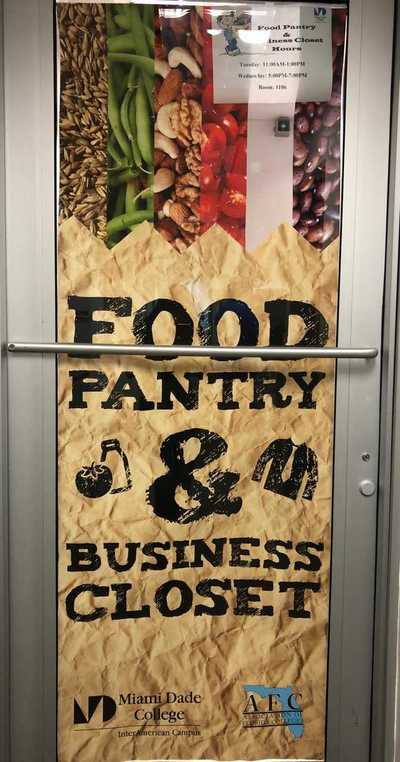 Food Pantry
&
Business Closet
Hours
Tuesday: 11:00AM-1:00PM
Wednesday: 5:00PM-7:00PM
Room: 1106
FOOD
PANTRY
&
BUSINESS
CLOSET
Miami Dade
College
InterAmerican Campus
AFC